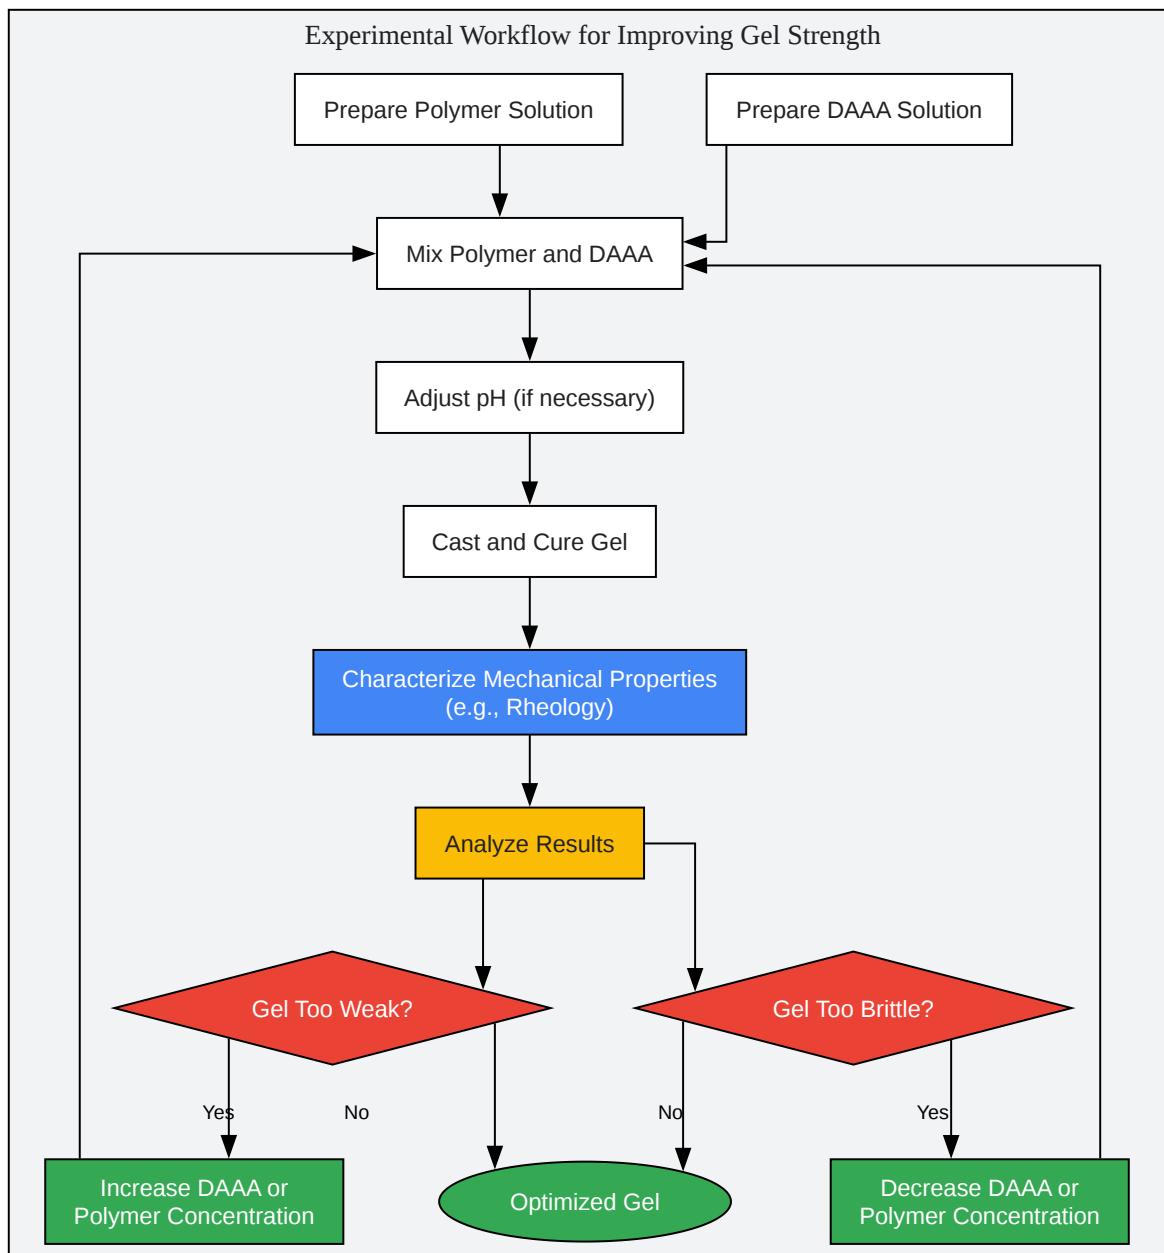 Experimental Workflow for Improving Gel Strength
Prepare Polymer Solution
Prepare DAAA Solution
Mix Polymer and DAAA
Adjust pH (if necessary)
Cast and Cure Gel
Characterize Mechanical Properties
(e.g., Rheology)
Analyze Results
Gel Too Weak?
Gel Too Brittle?
Yes
No
No
Yes
Increase DAAA or
Polymer Concentration
Optimized Gel
Decrease DAAA or
Polymer Concentration